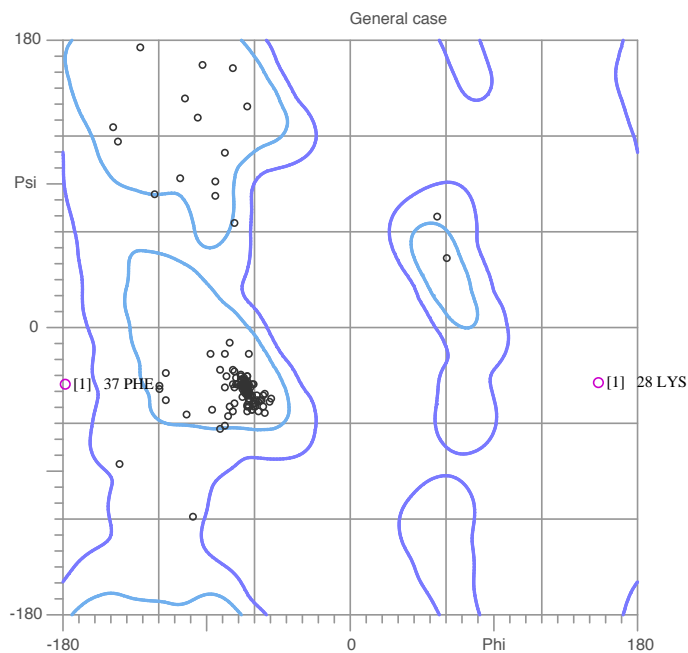 General case
180
Psi
0
[1] 37 PHE
[1] 28 LYS
-180
-180 0 Phi 180